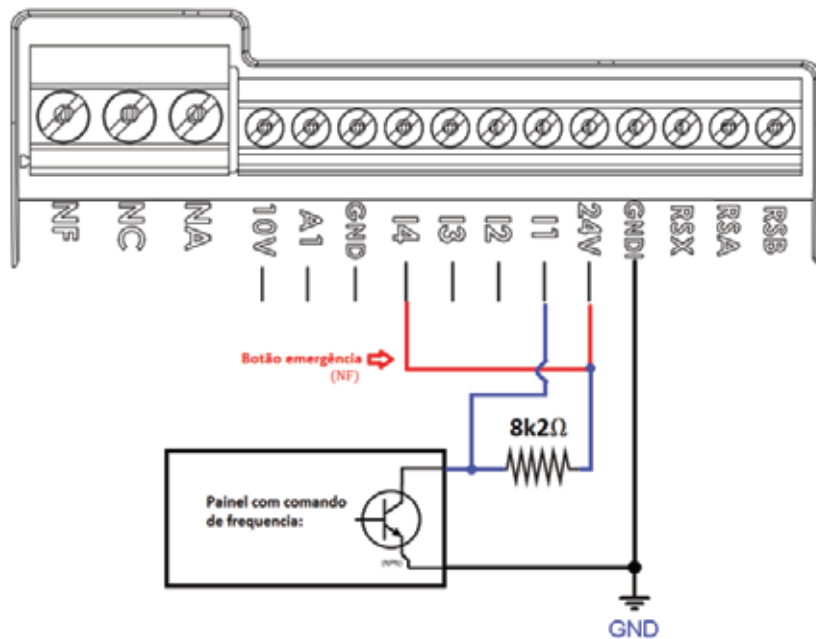 NF NC NA 10V A1 GND I4 I3 I2 I1 24V GNDI RSX RSA RSB
Botão emergência
(NF)
8k2Ω
Painel com comando
de frequencia:
(NPN)
GND